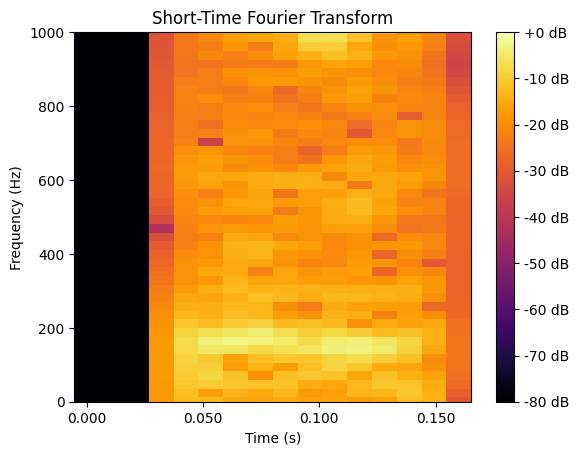 Short-Time Fourier Transform
1000
800
600
400
200
0
Frequency (Hz)
0.000
0.050
0.100
0.150
Time (s)
+0 dB
-10 dB
-20 dB
-30 dB
-40 dB
-50 dB
-60 dB
-70 dB
-80 dB